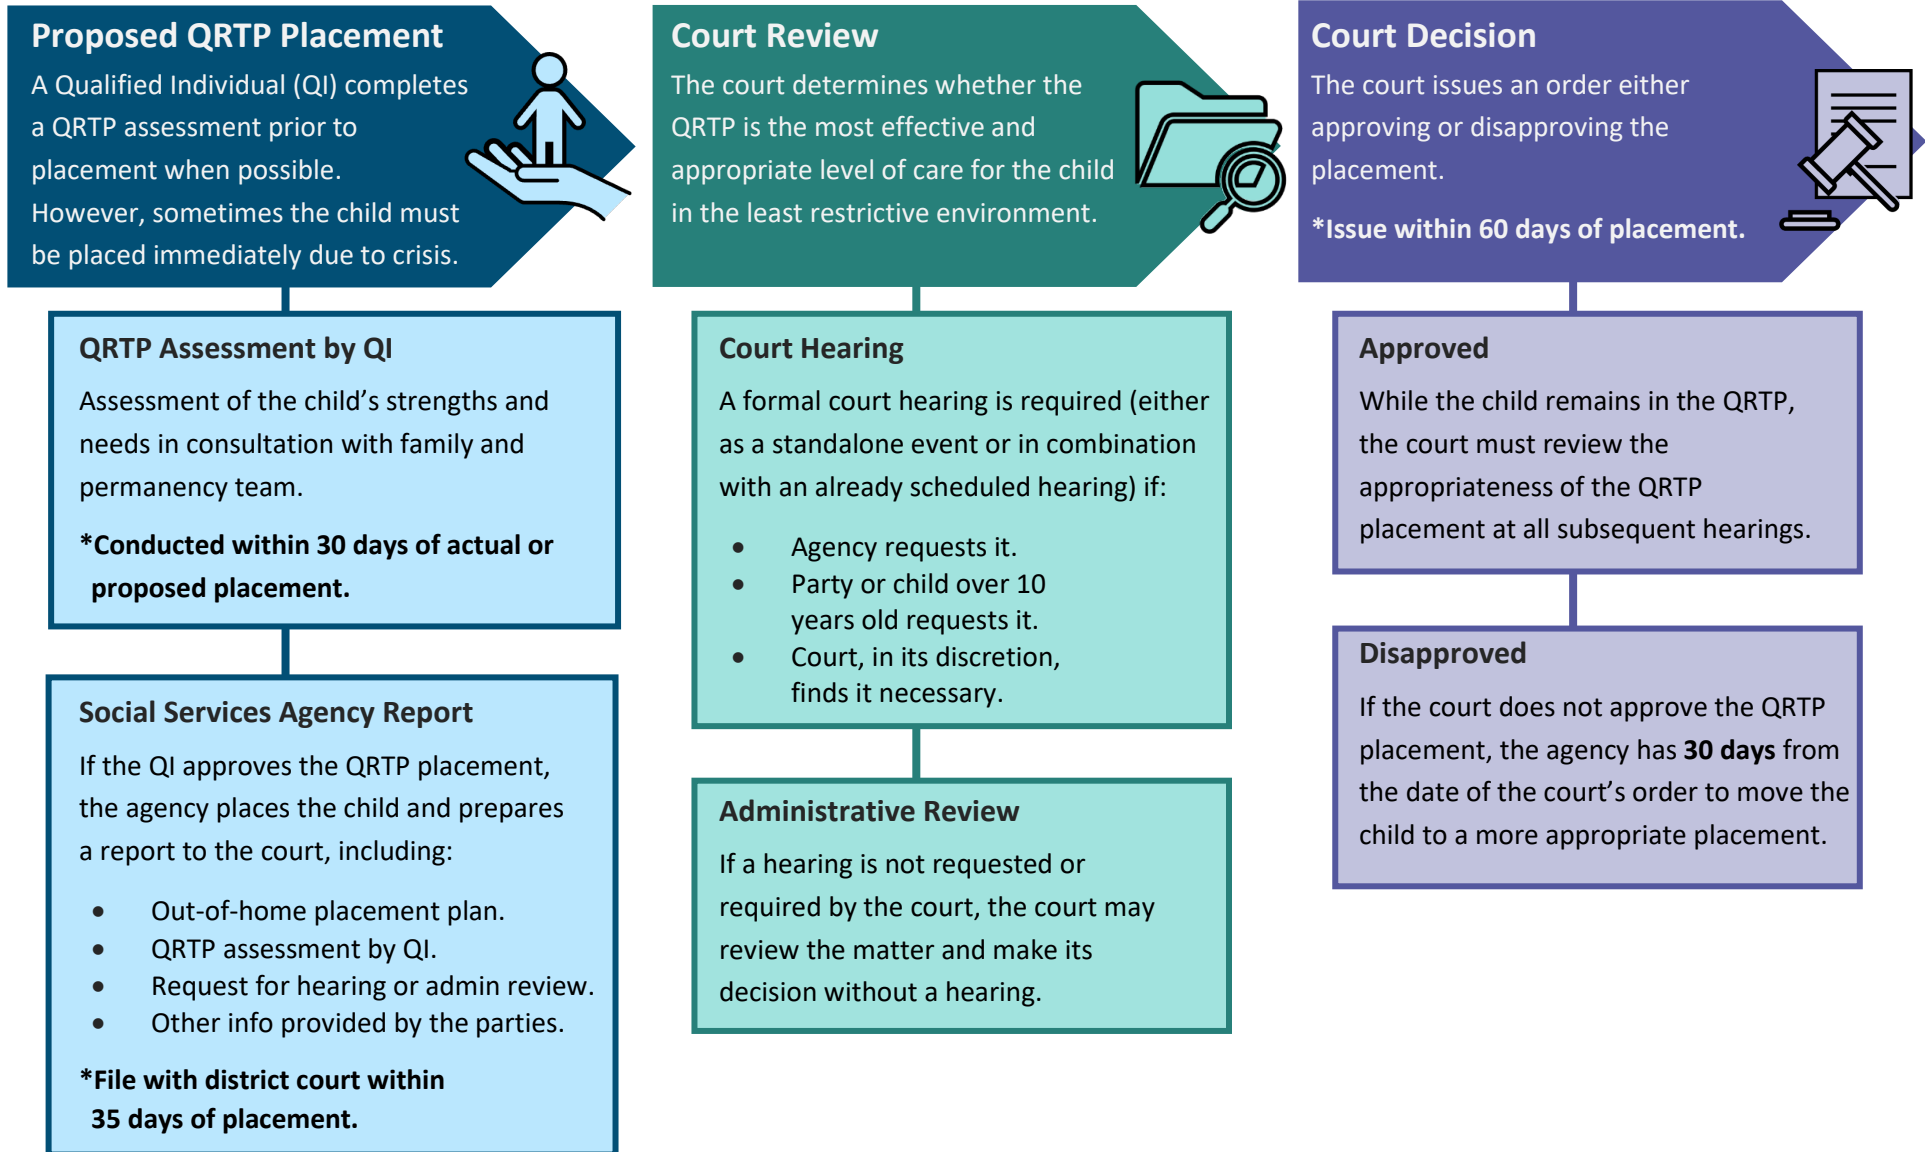 Proposed QRTP Placement
A Qualified Individual (QI) completes
a QRTP assessment prior to
placement when possible.
However, sometimes the child must
be placed immediately due to crisis.
QRTP Assessment by QI
Assessment of the child’s strengths and
needs in consultation with family and
permanency team.
*Conducted within 30 days of actual or
proposed placement.
Social Services Agency Report
If the QI approves the QRTP placement,
the agency places the child and prepares
a report to the court, including:
• Out-of-home placement plan.
• QRTP assessment by QI.
• Request for hearing or admin review.
• Other info provided by the parties.
*File with district court within
35 days of placement.
Court Review
The court determines whether the
QRTP is the most effective and
appropriate level of care for the child
in the least restrictive environment.
Court Hearing
A formal court hearing is required (either
as a standalone event or in combination
with an already scheduled hearing) if:
• Agency requests it.
• Party or child over 10
years old requests it.
• Court, in its discretion,
finds it necessary.
Administrative Review
If a hearing is not requested or
required by the court, the court may
review the matter and make its
decision without a hearing.
Court Decision
The court issues an order either
approving or disapproving the
placement.
*Issue within 60 days of placement.
Approved
While the child remains in the QRTP,
the court must review the
appropriateness of the QRTP
placement at all subsequent hearings.
Disapproved
If the court does not approve the QRTP
placement, the agency has 30 days from
the date of the court’s order to move the
child to a more appropriate placement.